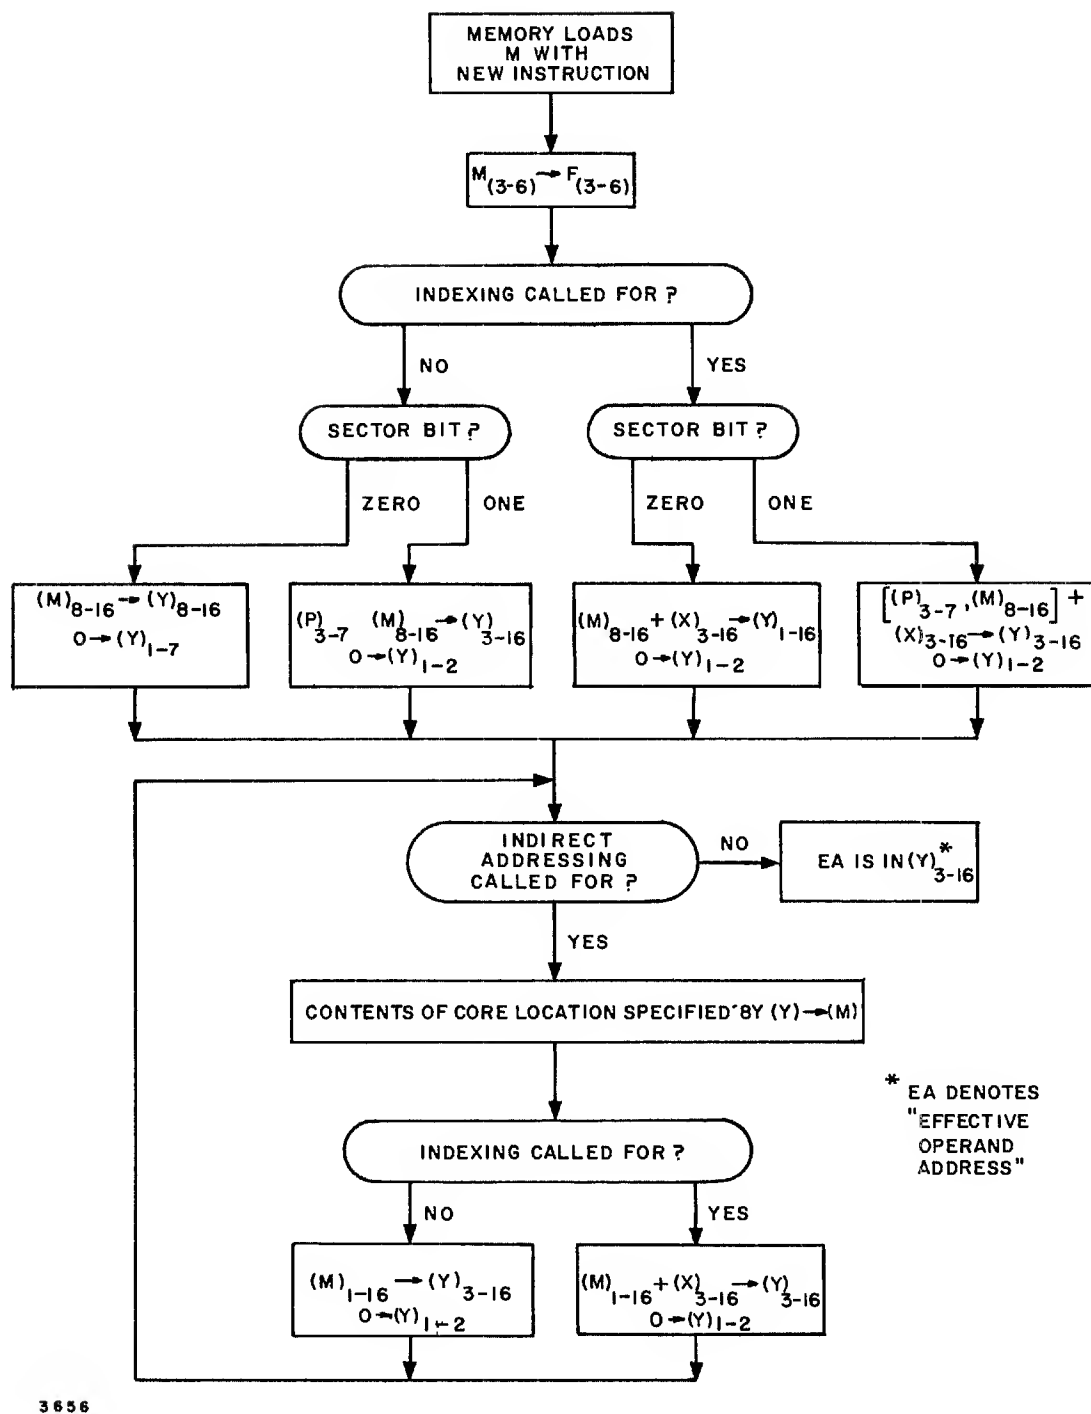 MEMORY LOADS
M WITH
NEW INSTRUCTION
M(3-6) → F(3-6)
INDEXING CALLED FOR ?
NO
YES
SECTOR BIT ?
SECTOR BIT ?
ZERO
ONE
ZERO
ONE
(M)8-16 → (Y)8-16
0 → (Y)1-7
(P)3-7 (M)8-16 → (Y)3-16
0 → (Y)1-2
(M)8-16 + (X)3-16 → (Y)1-16
0 → (Y)1-2
[(P)3-7, (M)8-16] +
(X)3-16 → (Y)3-16
0 → (Y)1-2
INDIRECT
ADDRESSING
CALLED FOR ?
NO
EA IS IN (Y)3-16*
YES
CONTENTS OF CORE LOCATION SPECIFIED BY (Y) → (M)
* EA DENOTES
"EFFECTIVE
OPERAND
ADDRESS"
INDEXING CALLED FOR ?
NO
YES
(M)1-16 → (Y)3-16
0 → (Y)1-2
(M)1-16 + (X)3-16 → (Y)3-16
0 → (Y)1-2
3656